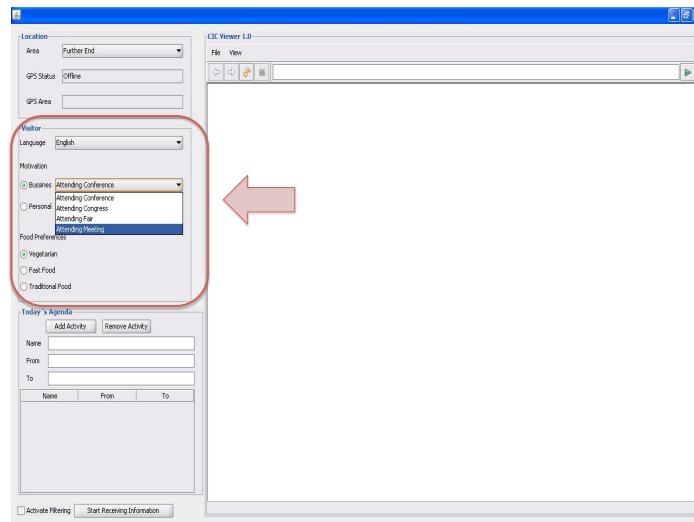 Location
Area Further End
GPS Status Offline
GPS Area
Visitor
Language English
Motivation
Bussines Attending Conference
Attending Conference
Personal Attending Congress
Attending Fair
Attending Meeting
Food Preferences
Vegetarian
Fast Food
Traditional Food
Today´s Agenda
Add Activity Remove Activity
Name
From
To
Name From To
Activate Filtering Start Receiving Information
CIC Viewer 1.0
File View